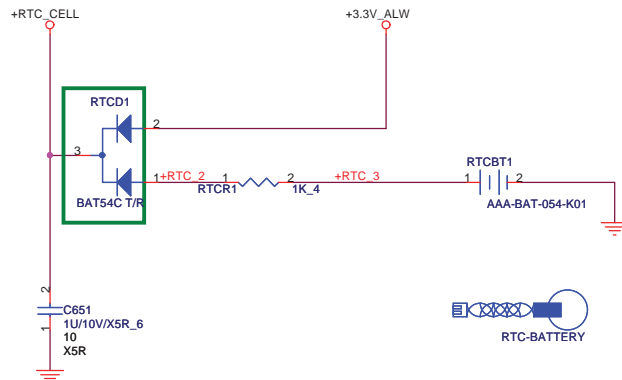 +RTC_CELL
+3.3V_ALW
RTCD1
2
3
1
+RTC_2
RTCR1
1
2
1K_4
+RTC_3
BAT54C T/R
RTCBT1
1
2
AAA-BAT-054-K01
2
C651
1U/10V/X5R_6
1
10
X5R
RTC-BATTERY